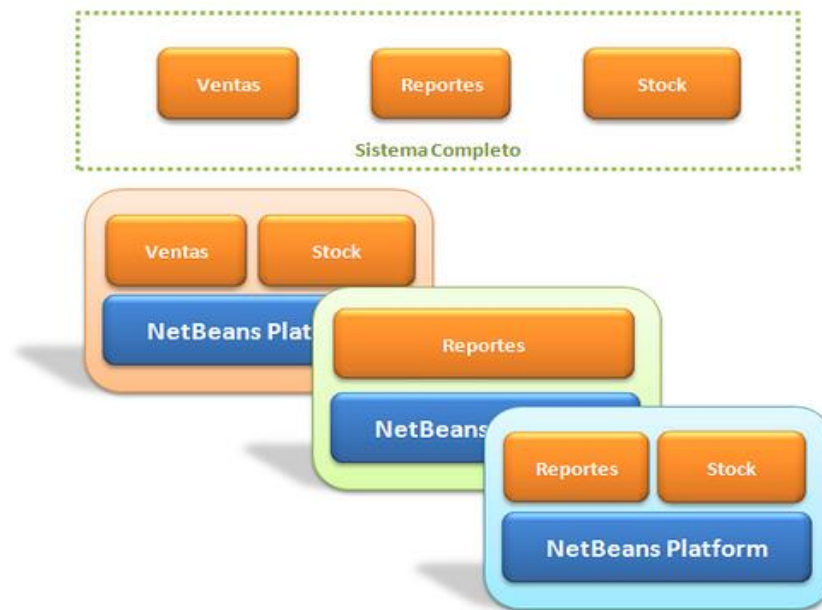 Ventas
Reportes
Stock
Sistema Completo
Ventas
Stock
NetBeans Plat
Reportes
NetBeans
Reportes
Stock
NetBeans Platform